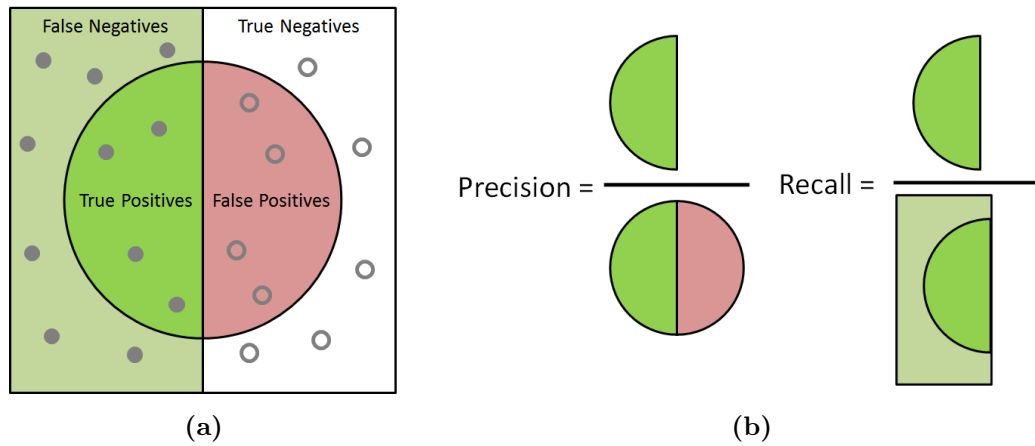 False Negatives
True Negatives
True Positives
False Positives
(a)
Precision =
Recall =
(b)